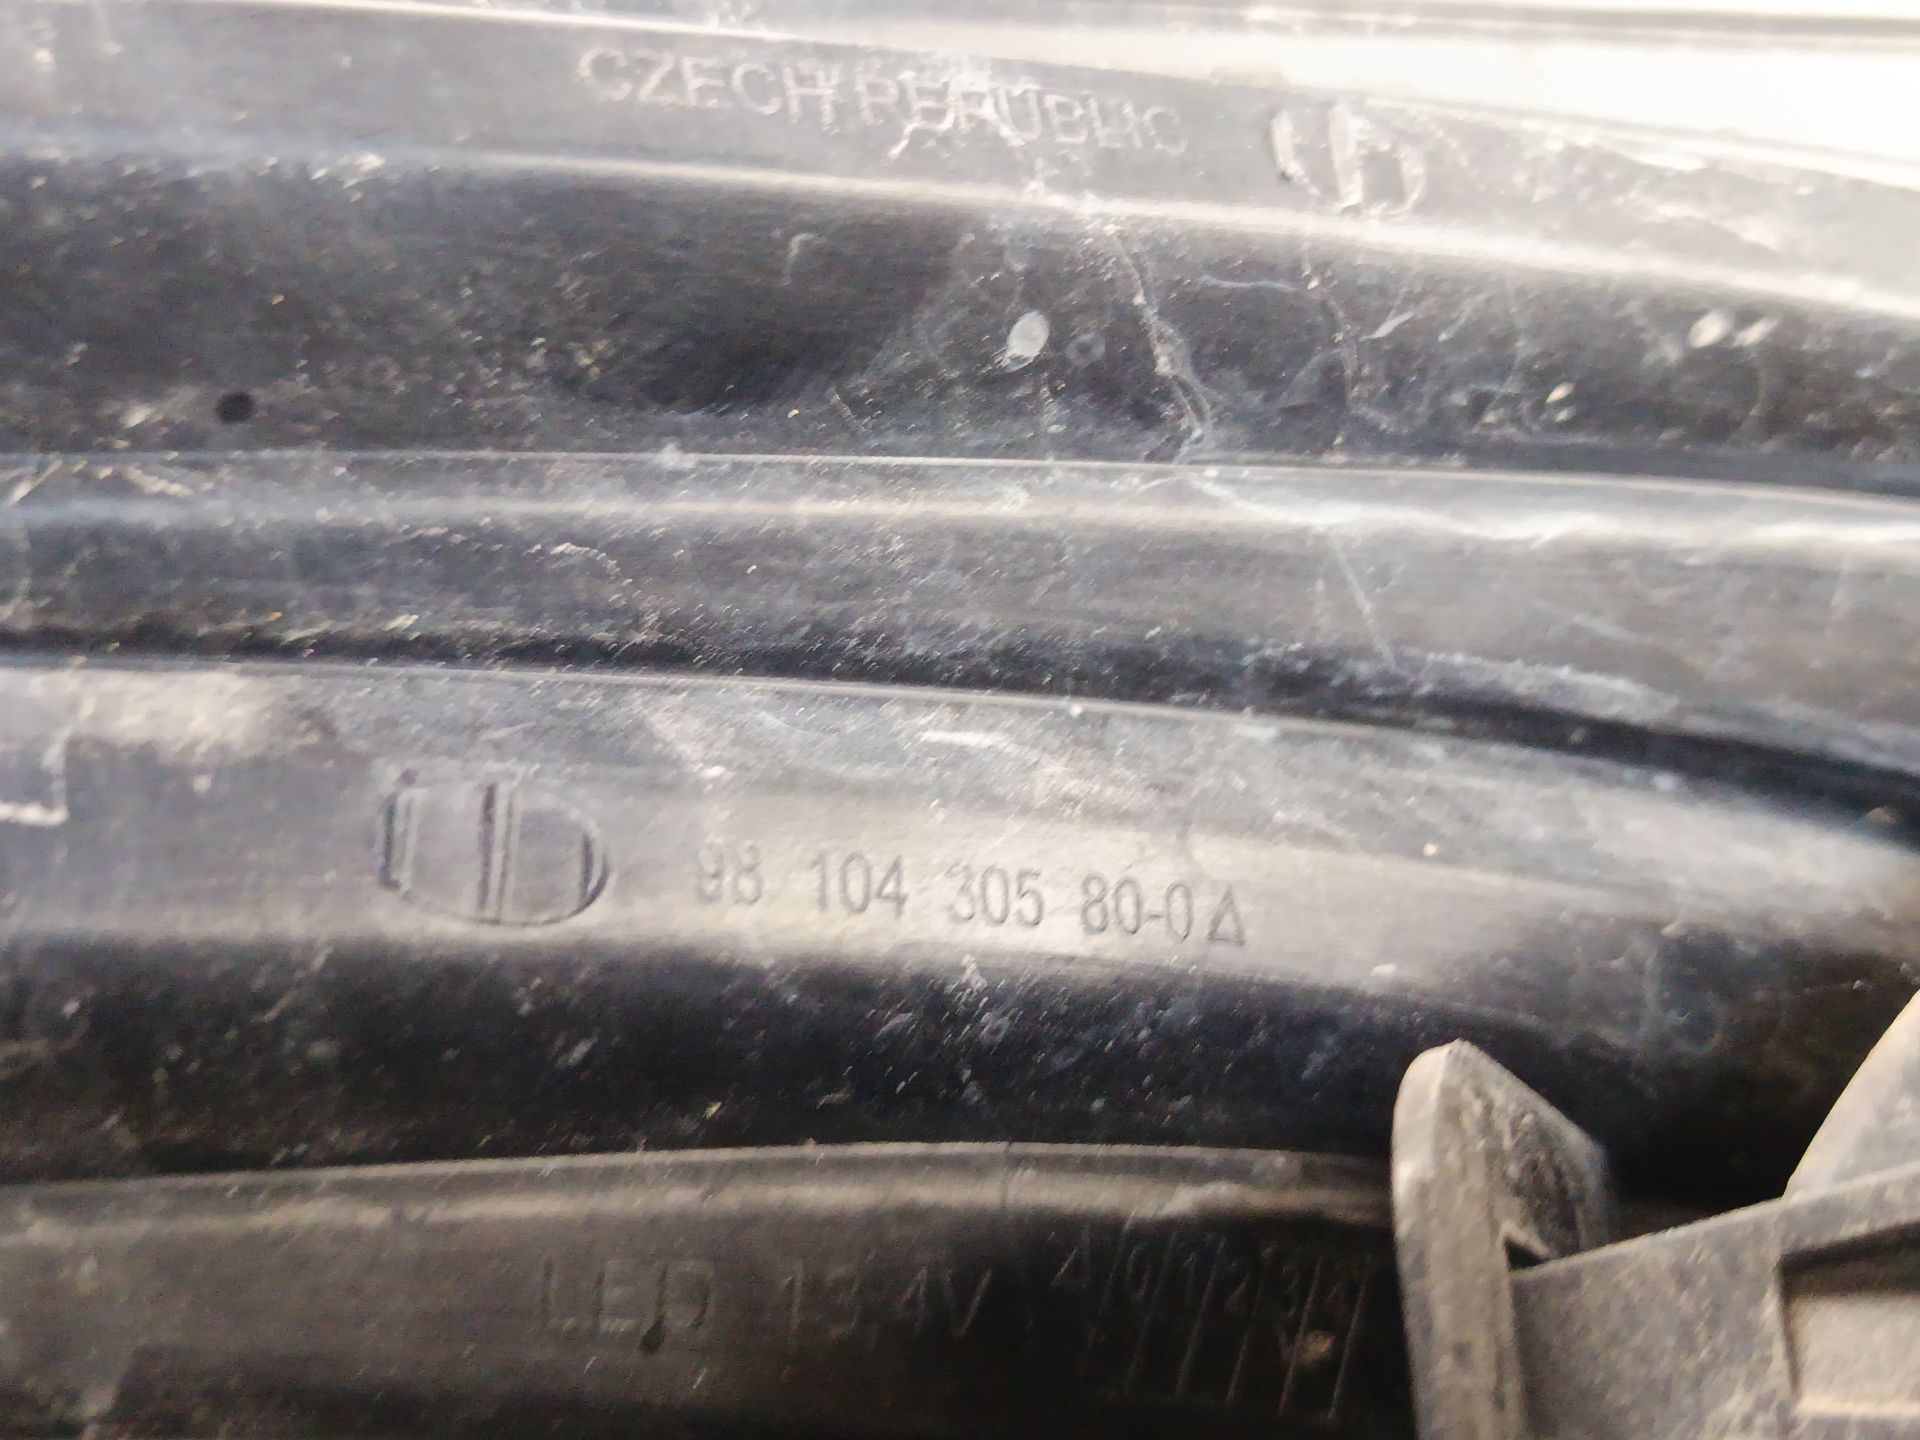 CZECH REPUBLIC
98 104 305 80-0 Δ
LED 13,4V